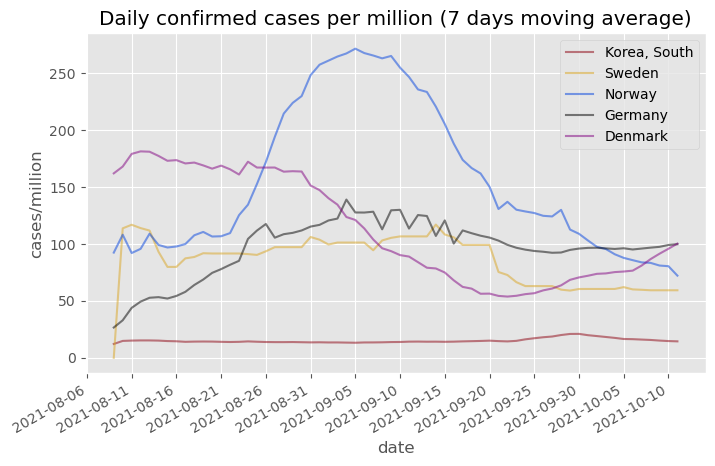 Daily confirmed cases per million (7 days moving average)
Korea, South
Sweden
Norway
Germany
Denmark
cases/million
250
200
150
100
50
0
2021-08-06
2021-08-11
2021-08-16
2021-08-21
2021-08-26
2021-08-31
2021-09-05
2021-09-10
2021-09-15
2021-09-20
2021-09-25
2021-09-30
2021-10-05
2021-10-10
date